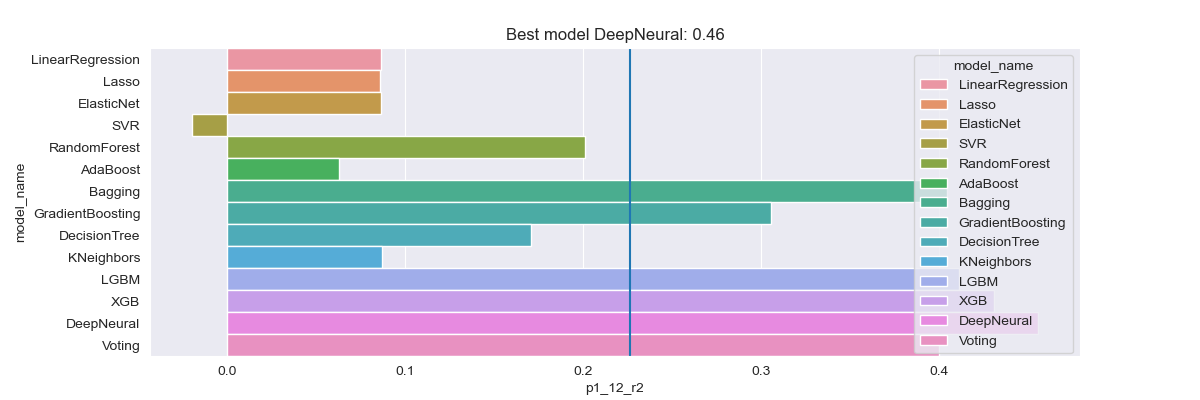 Best model DeepNeural: 0.46
LinearRegression
Lasso
ElasticNet
SVR
RandomForest
AdaBoost
Bagging
GradientBoosting
DecisionTree
KNeighbors
LGBM
XGB
DeepNeural
Voting
model_name
0.0 0.1 0.2 0.3 0.4
p1_12_r2
model_name
LinearRegression
Lasso
ElasticNet
SVR
RandomForest
AdaBoost
Bagging
GradientBoosting
DecisionTree
KNeighbors
LGBM
XGB
DeepNeural
Voting